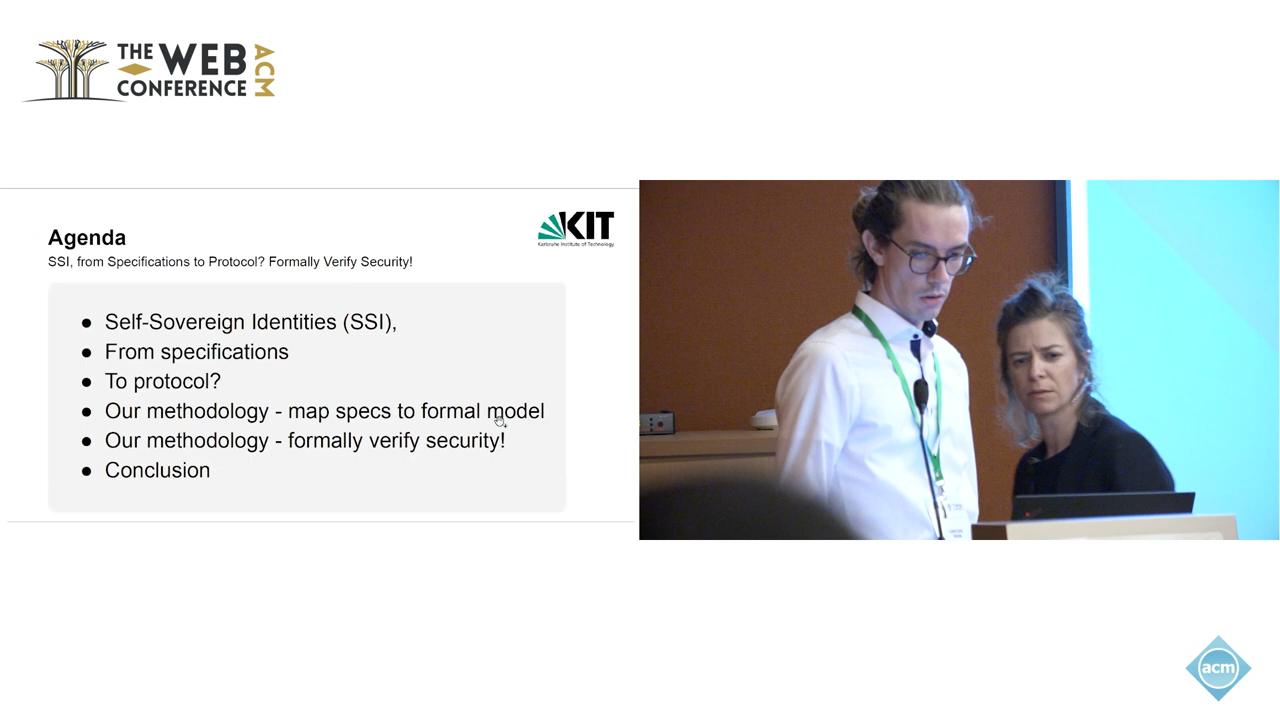 THE WEB
CONFERENCE
ACM
KIT
Karlsruhe Institute of Technology
Agenda
SSI, from Specifications to Protocol? Formally Verify Security!
● Self-Sovereign Identities (SSI),
● From specifications
● To protocol?
● Our methodology - map specs to formal model
● Our methodology - formally verify security!
● Conclusion
acm